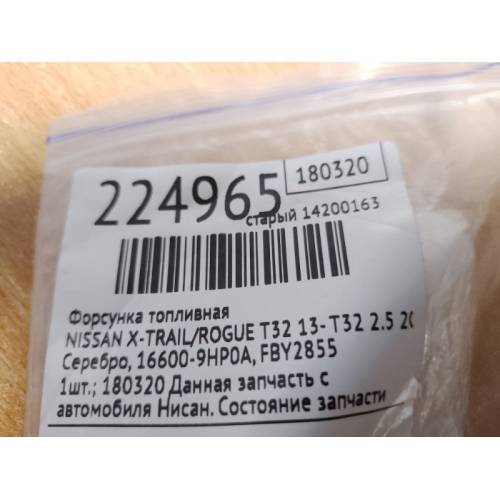 224965
180320
старый 14200163
Форсунка топливная
NISSAN X-TRAIL/ROGUE T32 13- T32 2.5
Серебро, 16600-9HP0A, FBY2855
1шт.; 180320 Данная запчасть с
автомобиля Нисан. Состояние запчасти